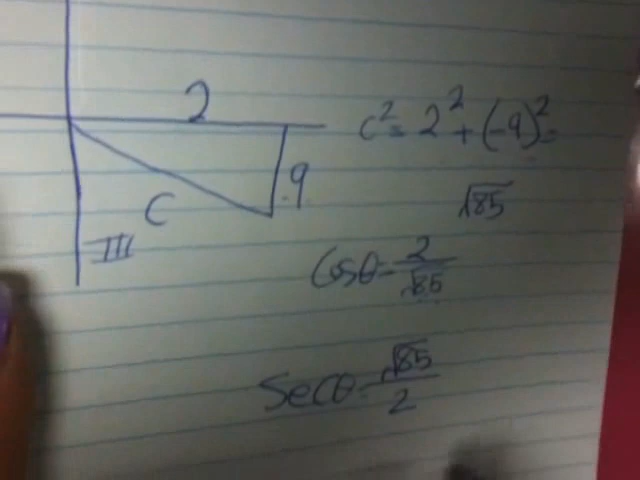 2
c² = 2² + (-9)² =
9
C
√85
III
Cosθ = 2/√85
Secθ = √85/2